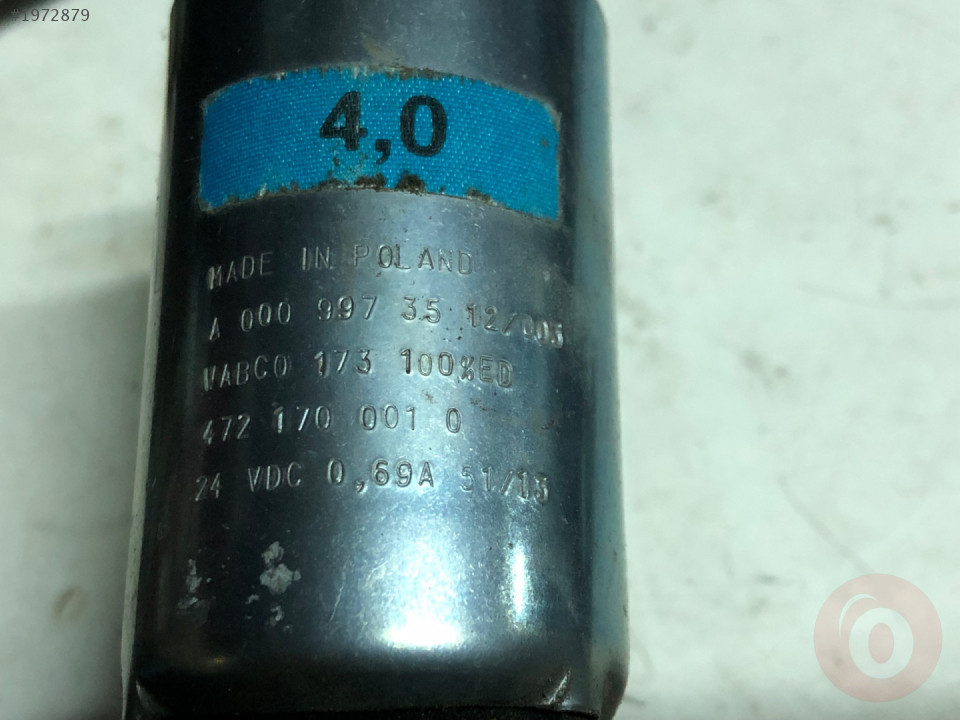 #1972879
4,0
MADE IN POLAND
A 000 997 35 12/003
WABCO 173 100%ED
472 170 001 0
24 VDC 0,69A 51/13